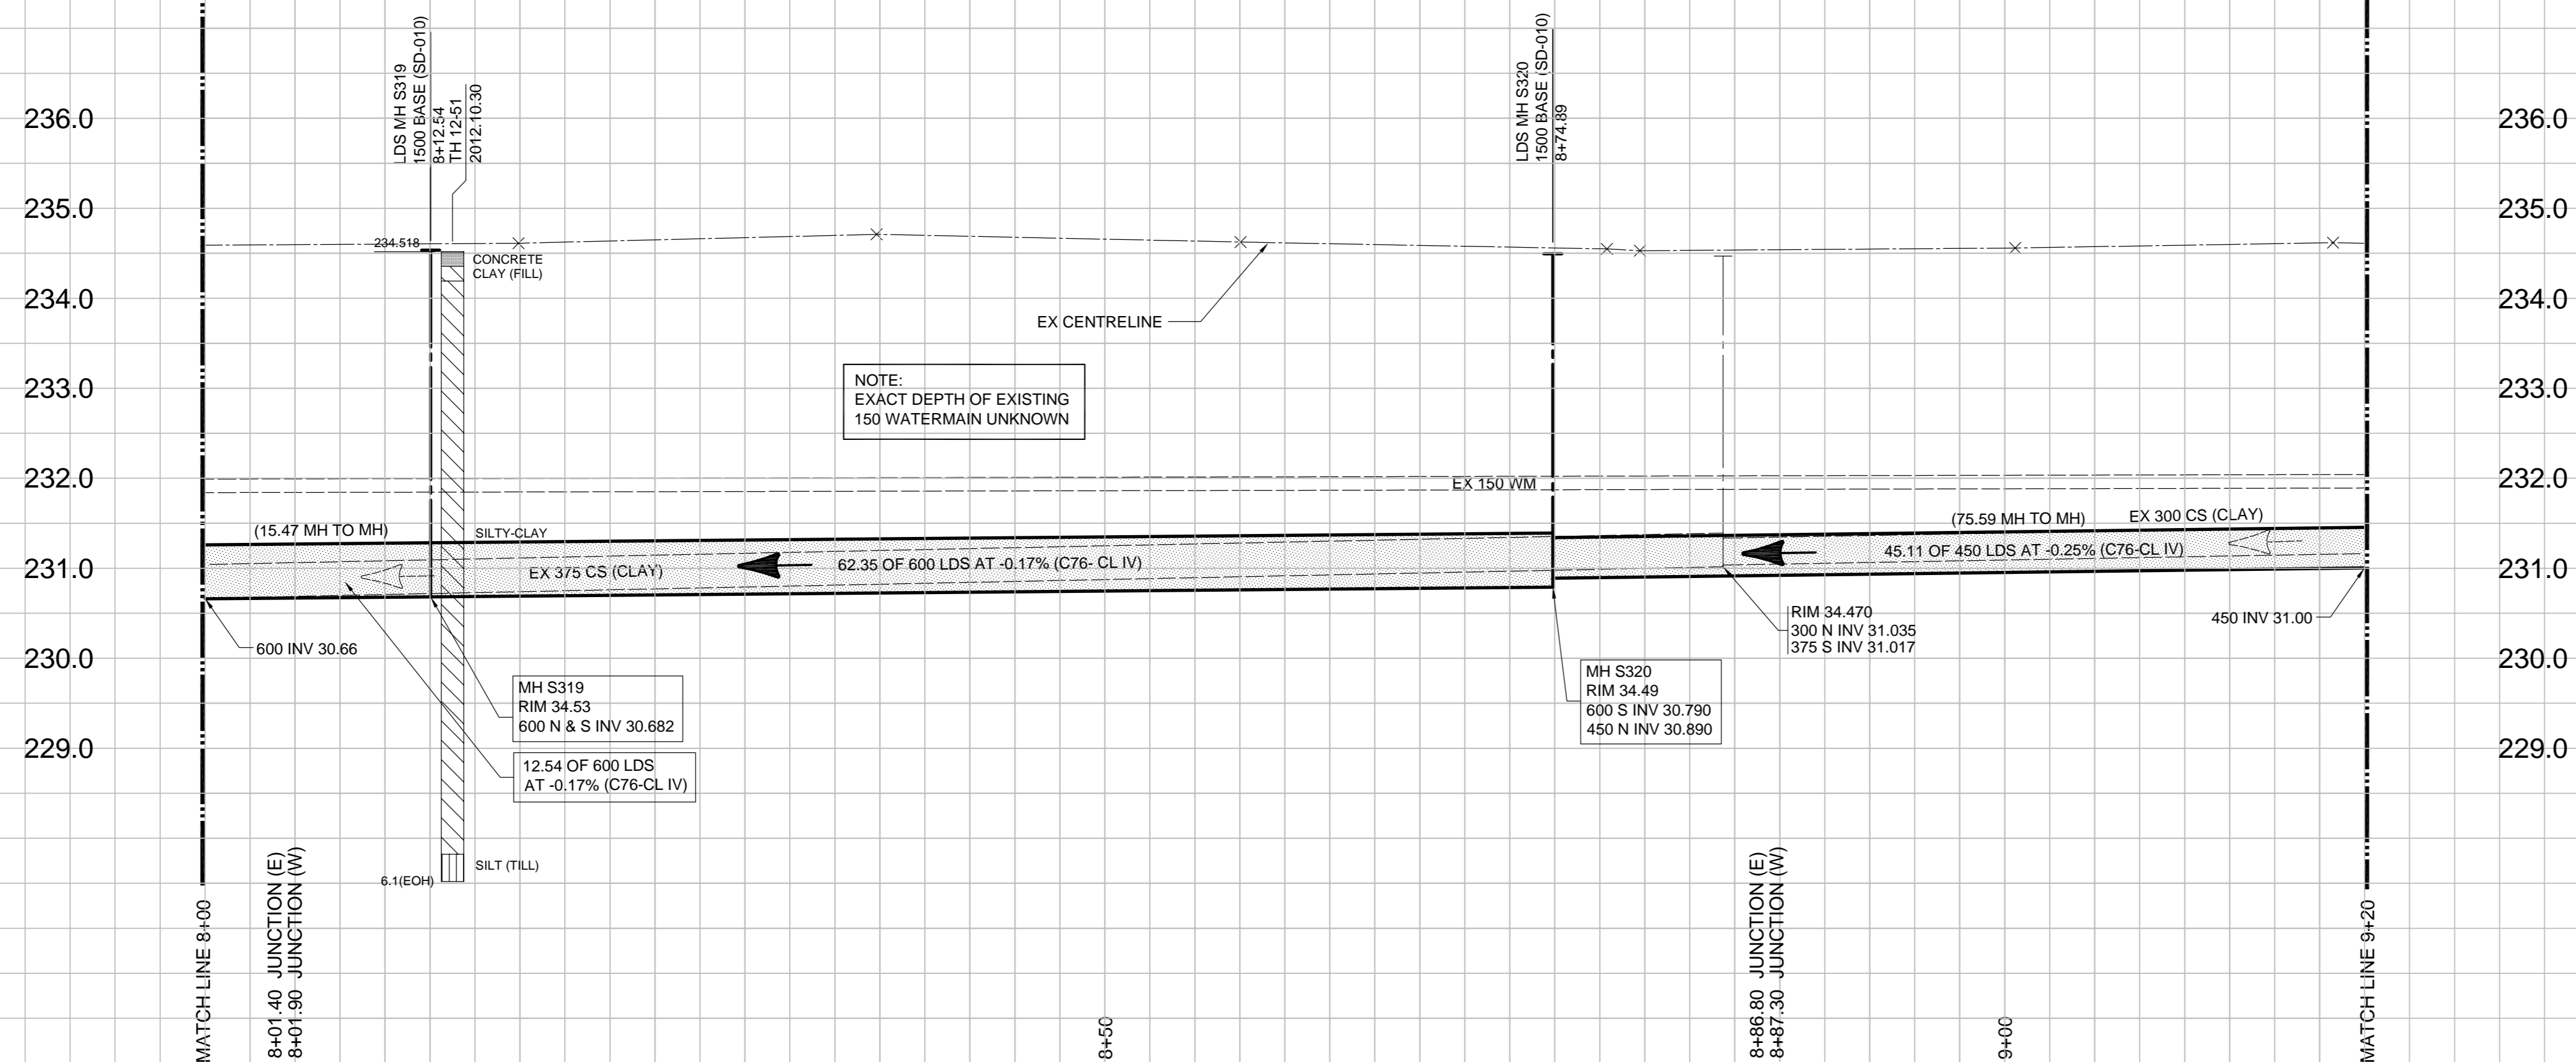 LDS MH S319
1500 BASE (SD-010)
8+12.54
TH 12-51
2012.10.30
LDS MH S320
1500 BASE (SD-010)
8+74.89
236.0
236.0
235.0
235.0
234.518
CONCRETE
CLAY (FILL)
234.0
234.0
EX CENTRELINE
NOTE:
EXACT DEPTH OF EXISTING
150 WATERMAIN UNKNOWN
233.0
233.0
232.0
EX 150 WM
232.0
(15.47 MH TO MH)
SILTY-CLAY
(75.59 MH TO MH)
EX 300 CS (CLAY)
231.0
EX 375 CS (CLAY)
62.35 OF 600 LDS AT -0.17% (C76- CL IV)
45.11 OF 450 LDS AT -0.25% (C76-CL IV)
231.0
600 INV 30.66
RIM 34.470
300 N INV 31.035
375 S INV 31.017
450 INV 31.00
230.0
230.0
MH S319
RIM 34.53
600 N & S INV 30.682
MH S320
RIM 34.49
600 S INV 30.790
450 N INV 30.890
229.0
229.0
12.54 OF 600 LDS
AT -0.17% (C76-CL IV)
SILT (TILL)
6.1(EOH)
MATCH LINE 8+00
8+01.40 JUNCTION (E)
8+01.90 JUNCTION (W)
8+50
8+86.80 JUNCTION (E)
8+87.30 JUNCTION (W)
9+00
MATCH LINE 9+20